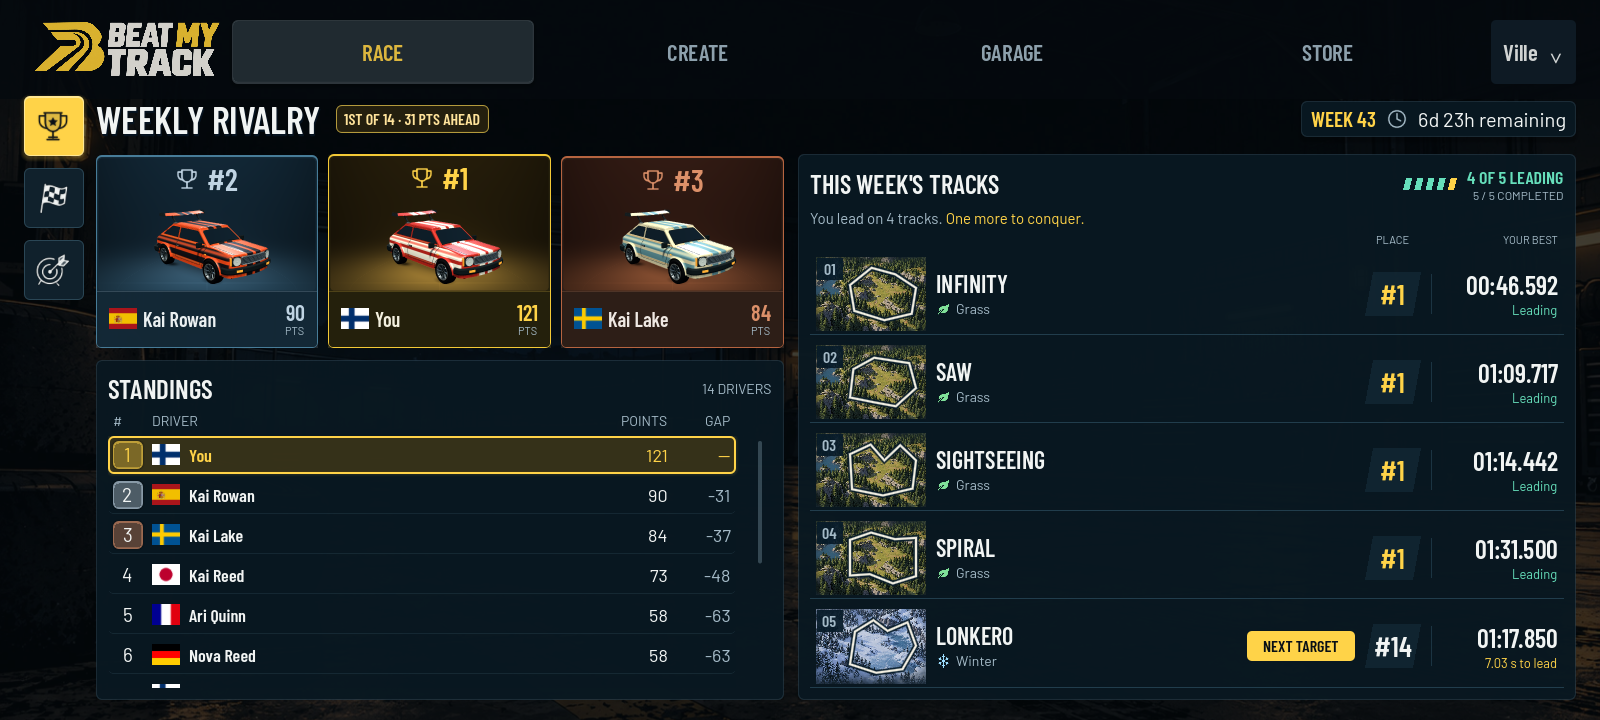 BEAT MY TRACK
RACE
CREATE
GARAGE
STORE
Ville
WEEKLY RIVALRY
1ST OF 14 · 31 PTS AHEAD
WEEK 43
6d 23h remaining
#2
Kai Rowan
90
PTS
#1
You
121
PTS
#3
Kai Lake
84
PTS
STANDINGS
14 DRIVERS
# DRIVER POINTS GAP
1 You 121 —
2 Kai Rowan 90 -31
3 Kai Lake 84 -37
4 Kai Reed 73 -48
5 Ari Quinn 58 -63
6 Nova Reed 58 -63
THIS WEEK'S TRACKS
4 OF 5 LEADING
5 / 5 COMPLETED
You lead on 4 tracks. One more to conquer.
PLACE YOUR BEST
01
INFINITY
Grass
#1
00:46.592
Leading
02
SAW
Grass
#1
01:09.717
Leading
03
SIGHTSEEING
Grass
#1
01:14.442
Leading
04
SPIRAL
Grass
#1
01:31.500
Leading
05
LONKERO
Winter
NEXT TARGET
#14
01:17.850
7.03 s to lead